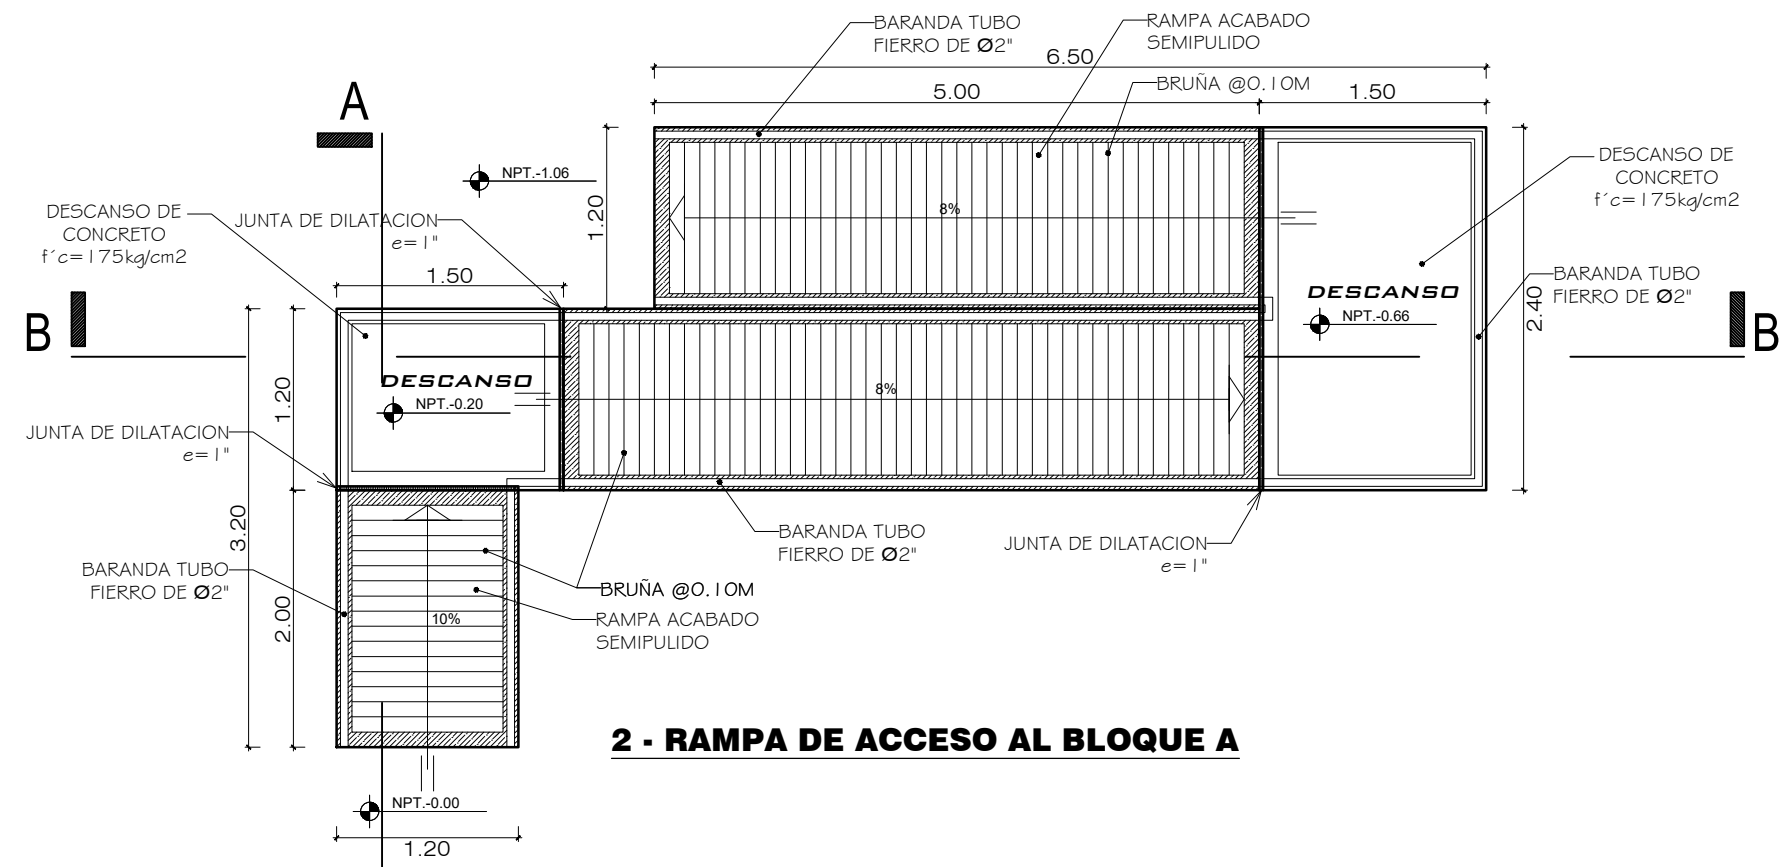 BARANDA TUBO
FIERRO DE Ø2"
RAMPA ACABADO
SEMIPULIDO
6.50
A
5.00
BRUÑA @0.10M
1.50
DESCANSO DE
CONCRETO
f´c=175kg/cm2
NPT.-1.06
1.20
8%
DESCANSO DE
CONCRETO
f´c=175kg/cm2
JUNTA DE DILATACION
e=1"
1.50
BARANDA TUBO
FIERRO DE Ø2"
DESCANSO
NPT.-0.66
2.40
B
B
1.20
DESCANSO
NPT.-0.20
8%
JUNTA DE DILATACION
e=1"
3.20
BARANDA TUBO
FIERRO DE Ø2"
JUNTA DE DILATACION
e=1"
BARANDA TUBO
FIERRO DE Ø2"
2.00
10%
BRUÑA @0.10M
RAMPA ACABADO
SEMIPULIDO
2 - RAMPA DE ACCESO AL BLOQUE A
NPT.-0.00
1.20